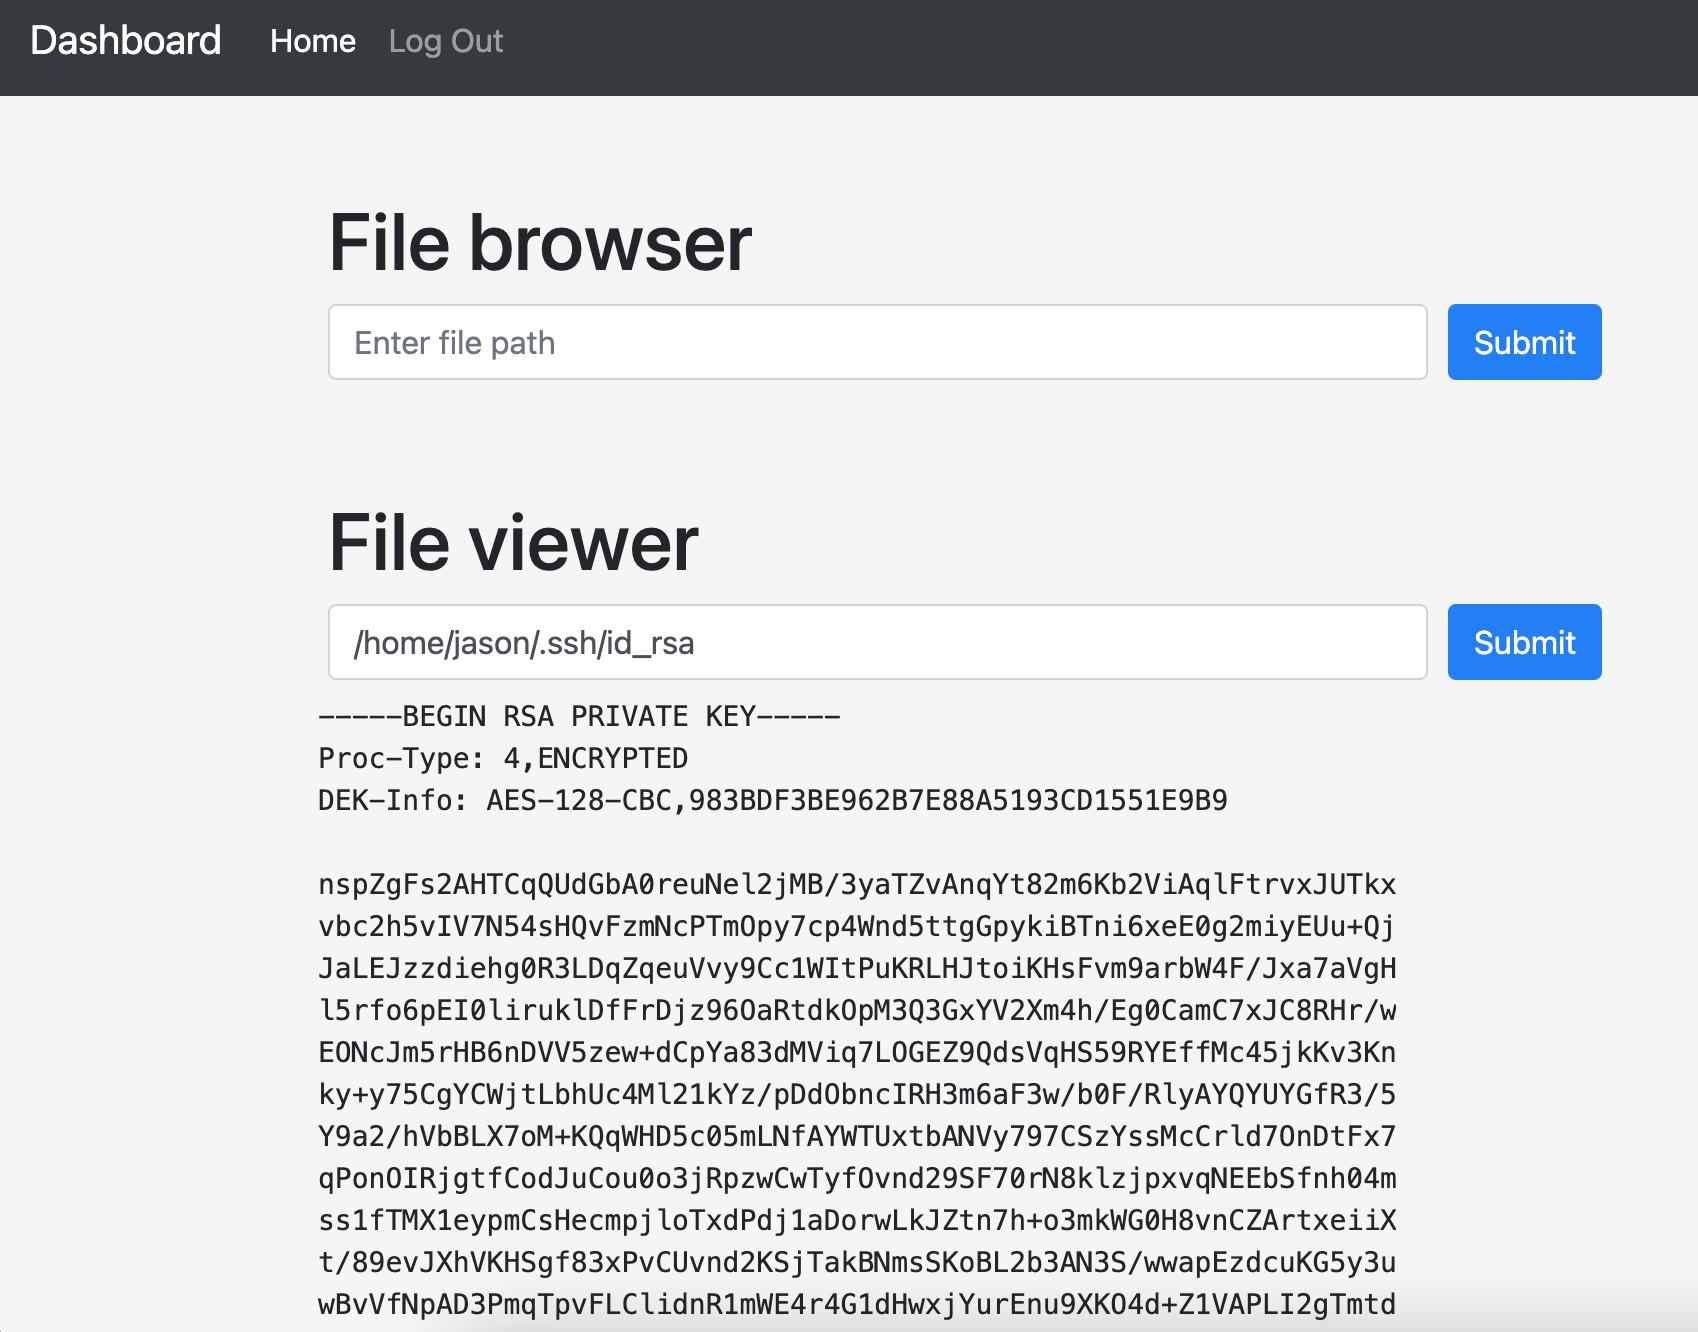 Dashboard Home Log Out
File browser
Enter file path Submit
File viewer
/home/jason/.ssh/id_rsa Submit
-----BEGIN RSA PRIVATE KEY-----
Proc-Type: 4,ENCRYPTED
DEK-Info: AES-128-CBC,983BDF3BE962B7E88A5193CD1551E9B9
nspZgFs2AHTCqQUdGbA0reuNel2jMB/3yaTZvAnqYt82m6Kb2ViAqlFtrvxJUTkx
vbc2h5vIV7N54sHQvFzmNcPTmOpy7cp4Wnd5ttgGpykiBTni6xeE0g2miyEUu+Qj
JaLEJzzdiehg0R3LDqZqeuVvy9Cc1WItPuKRLHJtoiKHsFvm9arbW4F/Jxa7aVgH
l5rfo6pEI0liruklDfFrDjz96OaRtdkOpM3Q3GxYV2Xm4h/Eg0CamC7xJC8RHr/w
EONcJm5rHB6nDVV5zew+dCpYa83dMViq7LOGEZ9QdsVqHS59RYEffMc45jkKv3Kn
ky+y75CgYCWjtLbhUc4Ml21kYz/pDdObncIRH3m6aF3w/b0F/RlyAYQYUYGfR3/5
Y9a2/hVbBLX7oM+KQqWHD5c05mLNfAYWTUxtbANVy797CSzYssMcCrld7OnDtFx7
qPonOIRjgtfCodJuCou0o3jRpzwCwTyfOvnd29SF70rN8klzjpxvqNEEbSfnh04m
ss1fTMX1eypmCsHecmpjloTxdPdj1aDorwLkJZtn7h+o3mkWG0H8vnCZArtxeiiX
t/89evJXhVKHSgf83xPvCUvnd2KSjTakBNmsSKoBL2b3AN3S/wwapEzdcuKG5y3u
wBvVfNpAD3PmqTpvFLClidnR1mWE4r4G1dHwxjYurEnu9XKO4d+Z1VAPLI2gTmtd